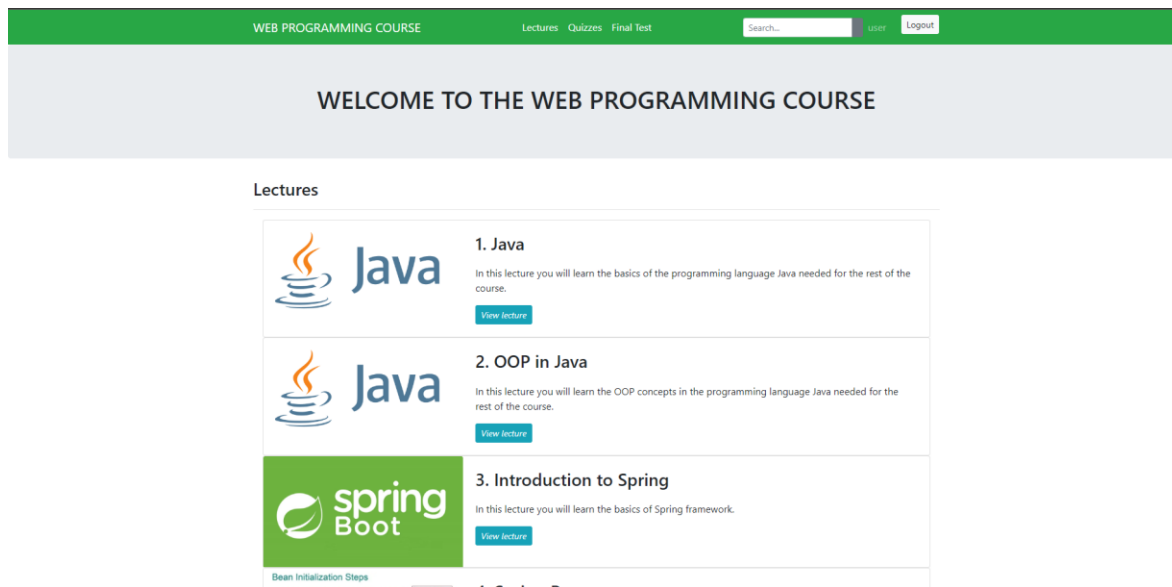 WEB PROGRAMMING COURSE
Lectures Quizzes Final Test
Search...
user
Logout
WELCOME TO THE WEB PROGRAMMING COURSE
Lectures
Java
1. Java
In this lecture you will learn the basics of the programming language Java needed for the rest of the
course.
View lecture
Java
2. OOP in Java
In this lecture you will learn the OOP concepts in the programming language Java needed for the
rest of the course.
View lecture
spring
Boot
3. Introduction to Spring
In this lecture you will learn the basics of Spring framework.
View lecture
Bean Initialization Steps